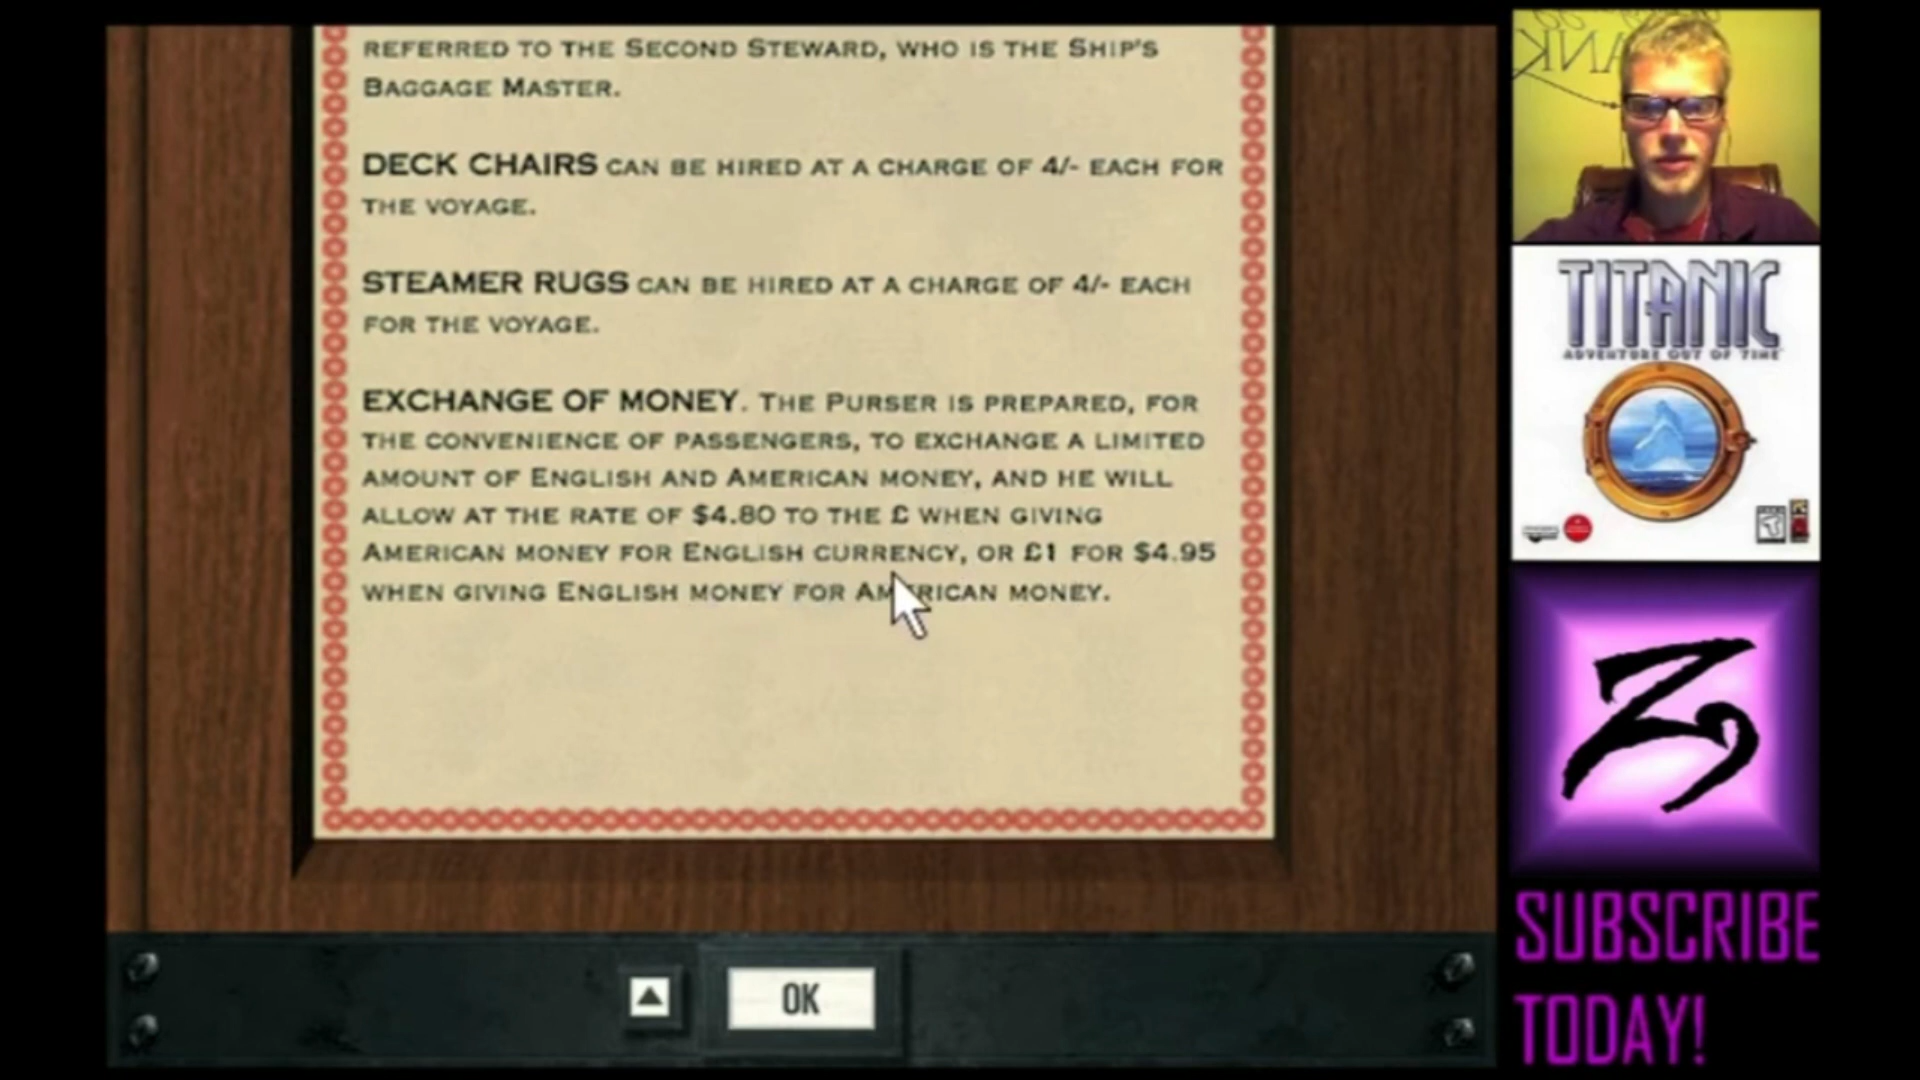 REFERRED TO THE SECOND STEWARD, WHO IS THE SHIP'S
BAGGAGE MASTER.
DECK CHAIRS CAN BE HIRED AT A CHARGE OF 4/- EACH FOR
THE VOYAGE.
STEAMER RUGS CAN BE HIRED AT A CHARGE OF 4/- EACH
FOR THE VOYAGE.
EXCHANGE OF MONEY. THE PURSER IS PREPARED, FOR
THE CONVENIENCE OF PASSENGERS, TO EXCHANGE A LIMITED
AMOUNT OF ENGLISH AND AMERICAN MONEY, AND HE WILL
ALLOW AT THE RATE OF $4.80 TO THE £ WHEN GIVING
AMERICAN MONEY FOR ENGLISH CURRENCY, OR £1 FOR $4.95
WHEN GIVING ENGLISH MONEY FOR AMERICAN MONEY.
OK
TITANIC
ADVENTURE OUT OF TIME
SUBSCRIBE
TODAY!